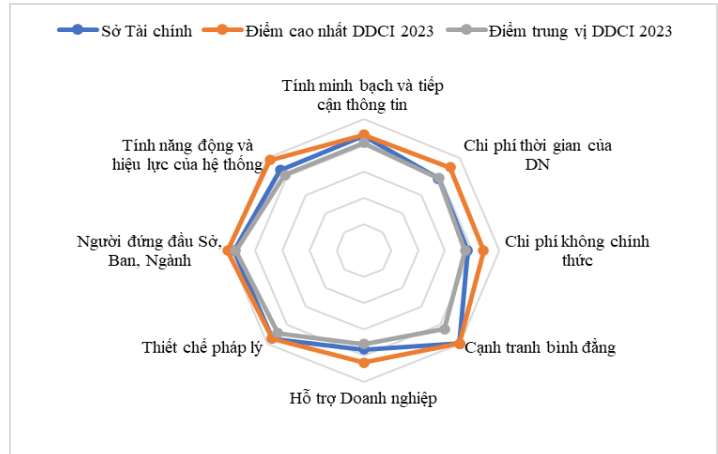 Sở Tài chính
Điểm cao nhất DDCI 2023
Điểm trung vị DDCI 2023
Tính minh bạch và tiếp
cận thông tin
Chi phí thời gian của
DN
Chi phí không chính
thức
Cạnh tranh bình đẳng
Hỗ trợ Doanh nghiệp
Thiết chế pháp lý
Người đứng đầu Sở,
Ban, Ngành
Tính năng động và
hiệu lực của hệ thống